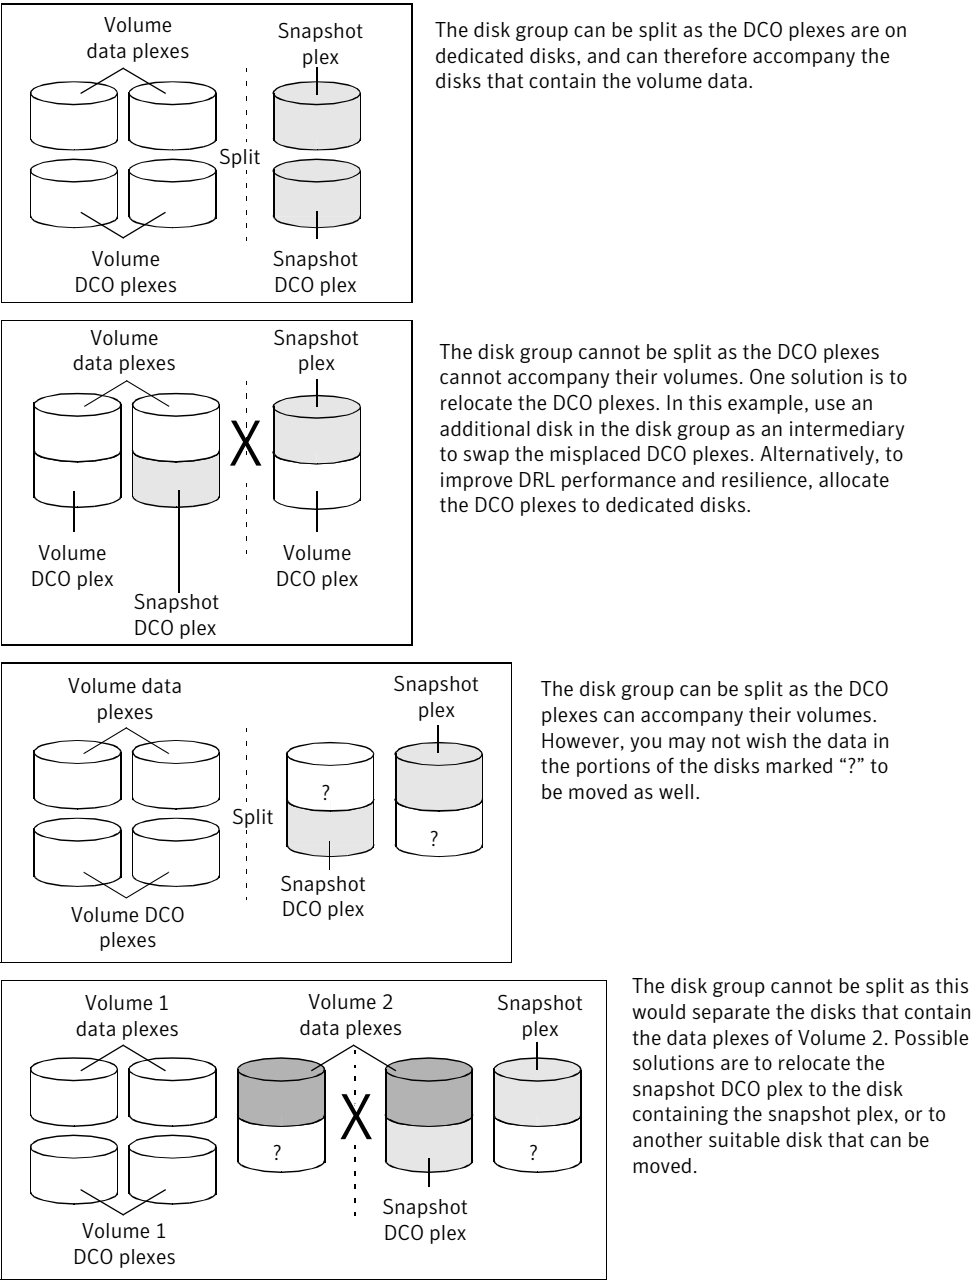 Volume
data plexes
Snapshot
plex
Split
Volume
DCO plexes
Snapshot
DCO plex
The disk group can be split as the DCO plexes are on
dedicated disks, and can therefore accompany the
disks that contain the volume data.
Volume
data plexes
Snapshot
plex
X
Volume
DCO plex
Snapshot
DCO plex
Volume
DCO plex
The disk group cannot be split as the DCO plexes
cannot accompany their volumes. One solution is to
relocate the DCO plexes. In this example, use an
additional disk in the disk group as an intermediary
to swap the misplaced DCO plexes. Alternatively, to
improve DRL performance and resilience, allocate
the DCO plexes to dedicated disks.
Volume data
plexes
Snapshot
plex
?
Split
?
Snapshot
DCO plex
Volume DCO
plexes
The disk group can be split as the DCO
plexes can accompany their volumes.
However, you may not wish the data in
the portions of the disks marked “?” to
be moved as well.
Volume 1
data plexes
Volume 2
data plexes
Snapshot
plex
X
?
?
Snapshot
DCO plex
Volume 1
DCO plexes
The disk group cannot be split as this
would separate the disks that contain
the data plexes of Volume 2. Possible
solutions are to relocate the
snapshot DCO plex to the disk
containing the snapshot plex, or to
another suitable disk that can be
moved.